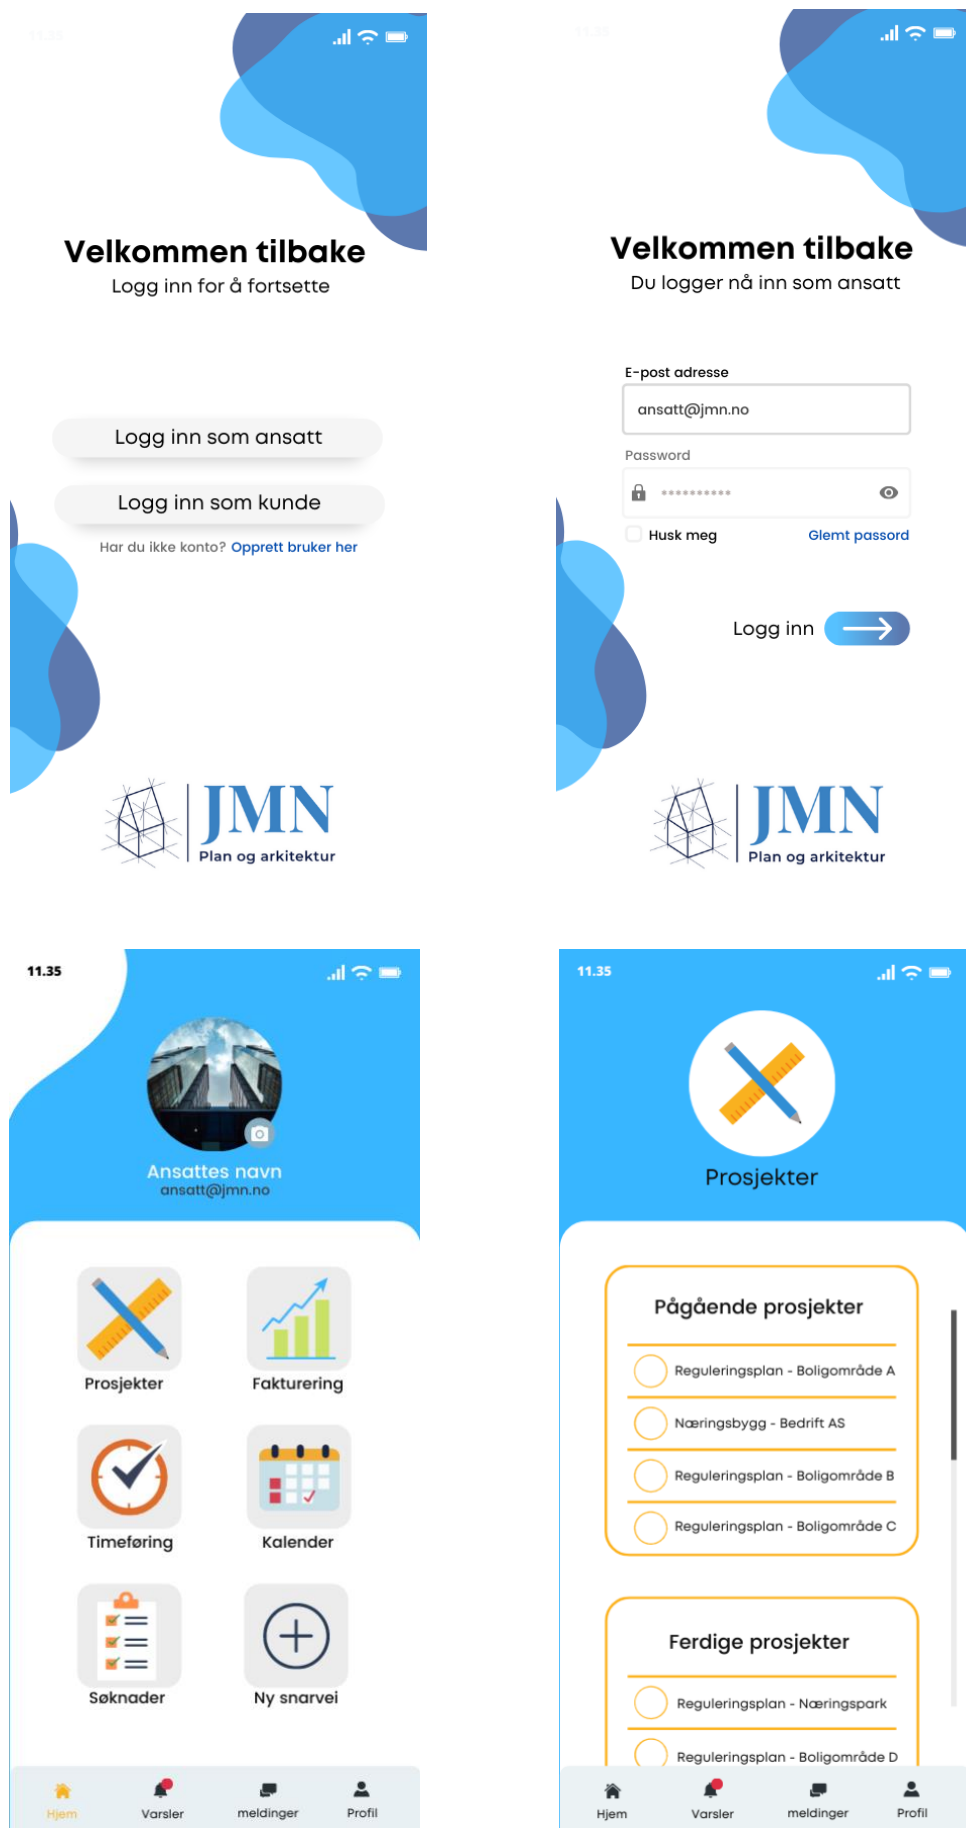 11.35
Velkommen tilbake
Logg inn for å fortsette
Logg inn som ansatt
Logg inn som kunde
Har du ikke konto? Opprett bruker her
JMN
Plan og arkitektur
11.35
Velkommen tilbake
Du logger nå inn som ansatt
E-post adresse
ansatt@jmn.no
Password
**********
Husk meg
Glemt passord
Logg inn
JMN
Plan og arkitektur
11.35
Ansattes navn
ansatt@jmn.no
Prosjekter
Fakturering
Timeføring
Kalender
Søknader
Ny snarvei
Hjem
Varsler
meldinger
Profil
11.35
Prosjekter
Pågående prosjekter
Reguleringsplan - Boligområde A
Næringsbygg - Bedrift AS
Reguleringsplan - Boligområde B
Reguleringsplan - Boligområde C
Ferdige prosjekter
Reguleringsplan - Næringspark
Reguleringsplan - Boligområde D
Hjem
Varsler
meldinger
Profil